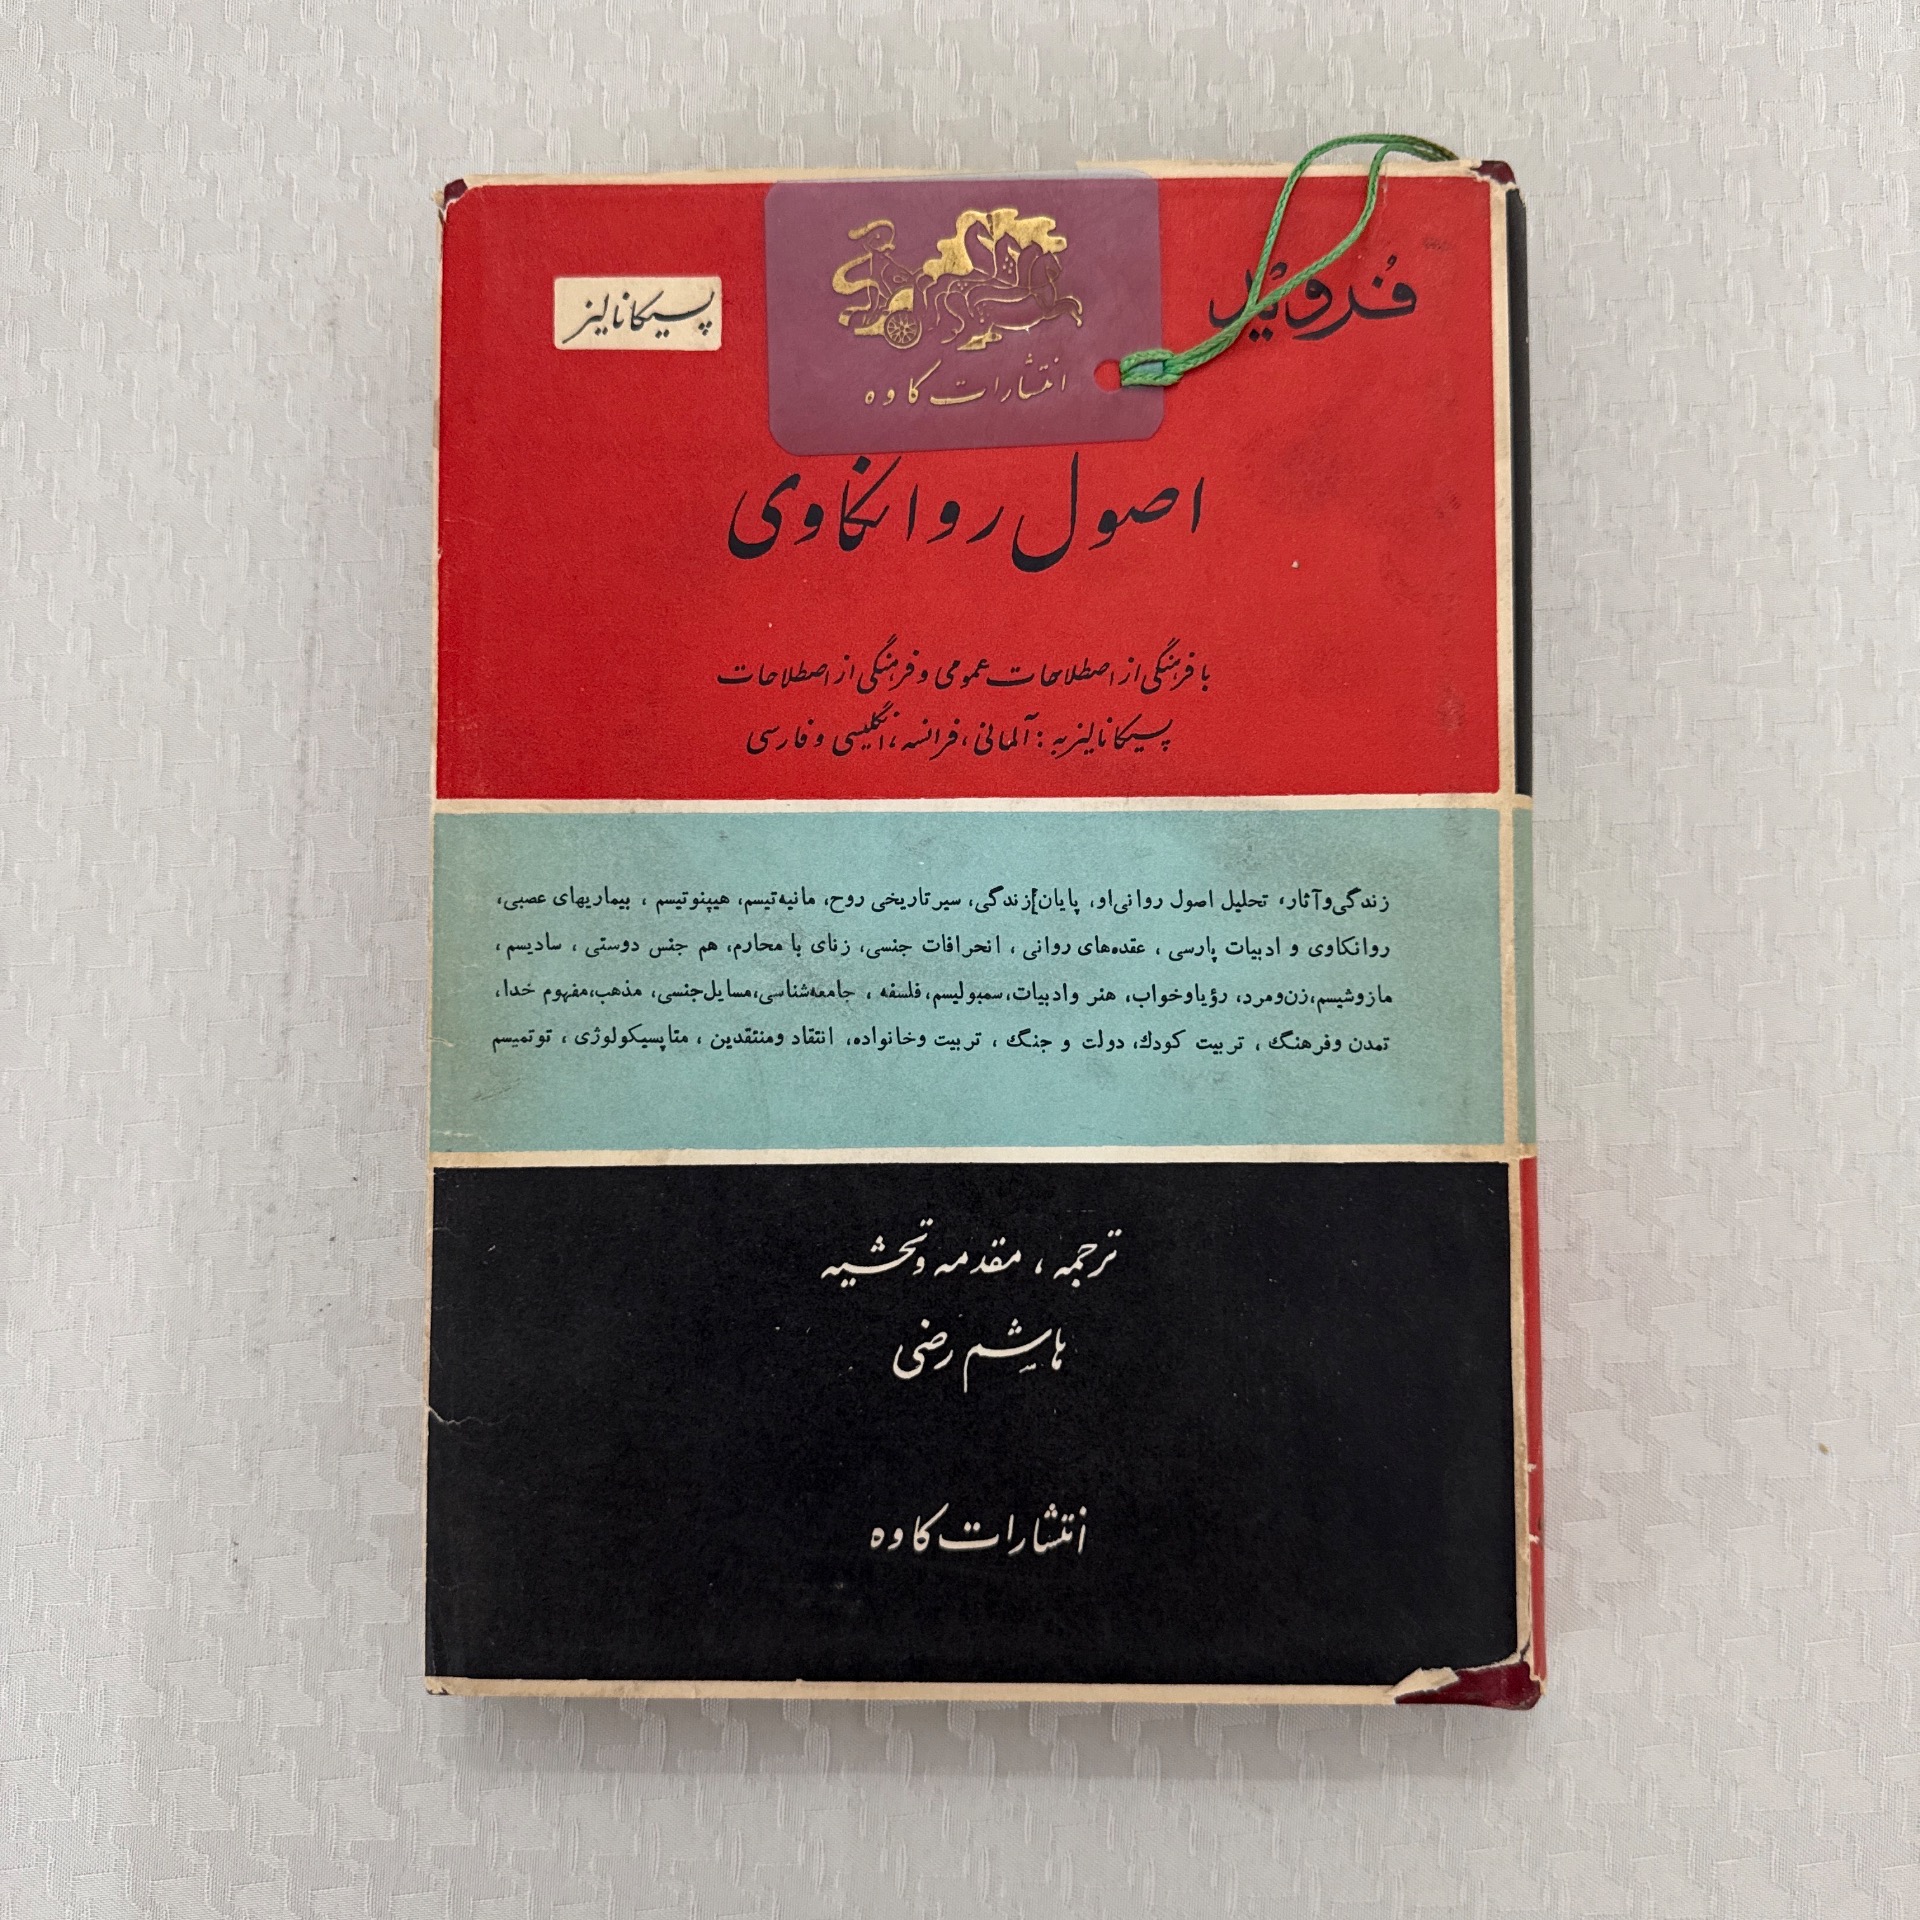 فُرویْد
پسیکانالیز
انتشارات کاوه
اصول روانکاوی
با فرهنگی از اصطلاحات عمومی و فرهنگی از اصطلاحات
پسیکانالیز به : آلمانی ، فرانسه ، انگلیسی و فارسی
زندگی و آثار، تحلیل اصول روانی او، پایان زندگی، سیر تاریخی روح، مانیه‌تیسم، هیپنوتیسم ، بیماریهای عصبی،
روانکاوی و ادبیات پارسی ، عقده‌های روانی ، انحرافات جنسی، زنای با محارم، هم جنس دوستی ، سادیسم ،
مازوشیسم، زن و مرد، رؤیا و خواب، هنر و ادبیات، سمبولیسم، فلسفه ، جامعه‌شناسی، مسایل جنسی، مذهب، مفهوم خدا،
تمدن و فرهنگ ، تربیت کودك، دولت و جنگ ، تربیت و خانواده، انتقاد و منتقدین ، متاپسیکولوژی ، توتمیسم
ترجمه ، مقدمه و تحشیه
هاشم رضی
انتشارات کاوه